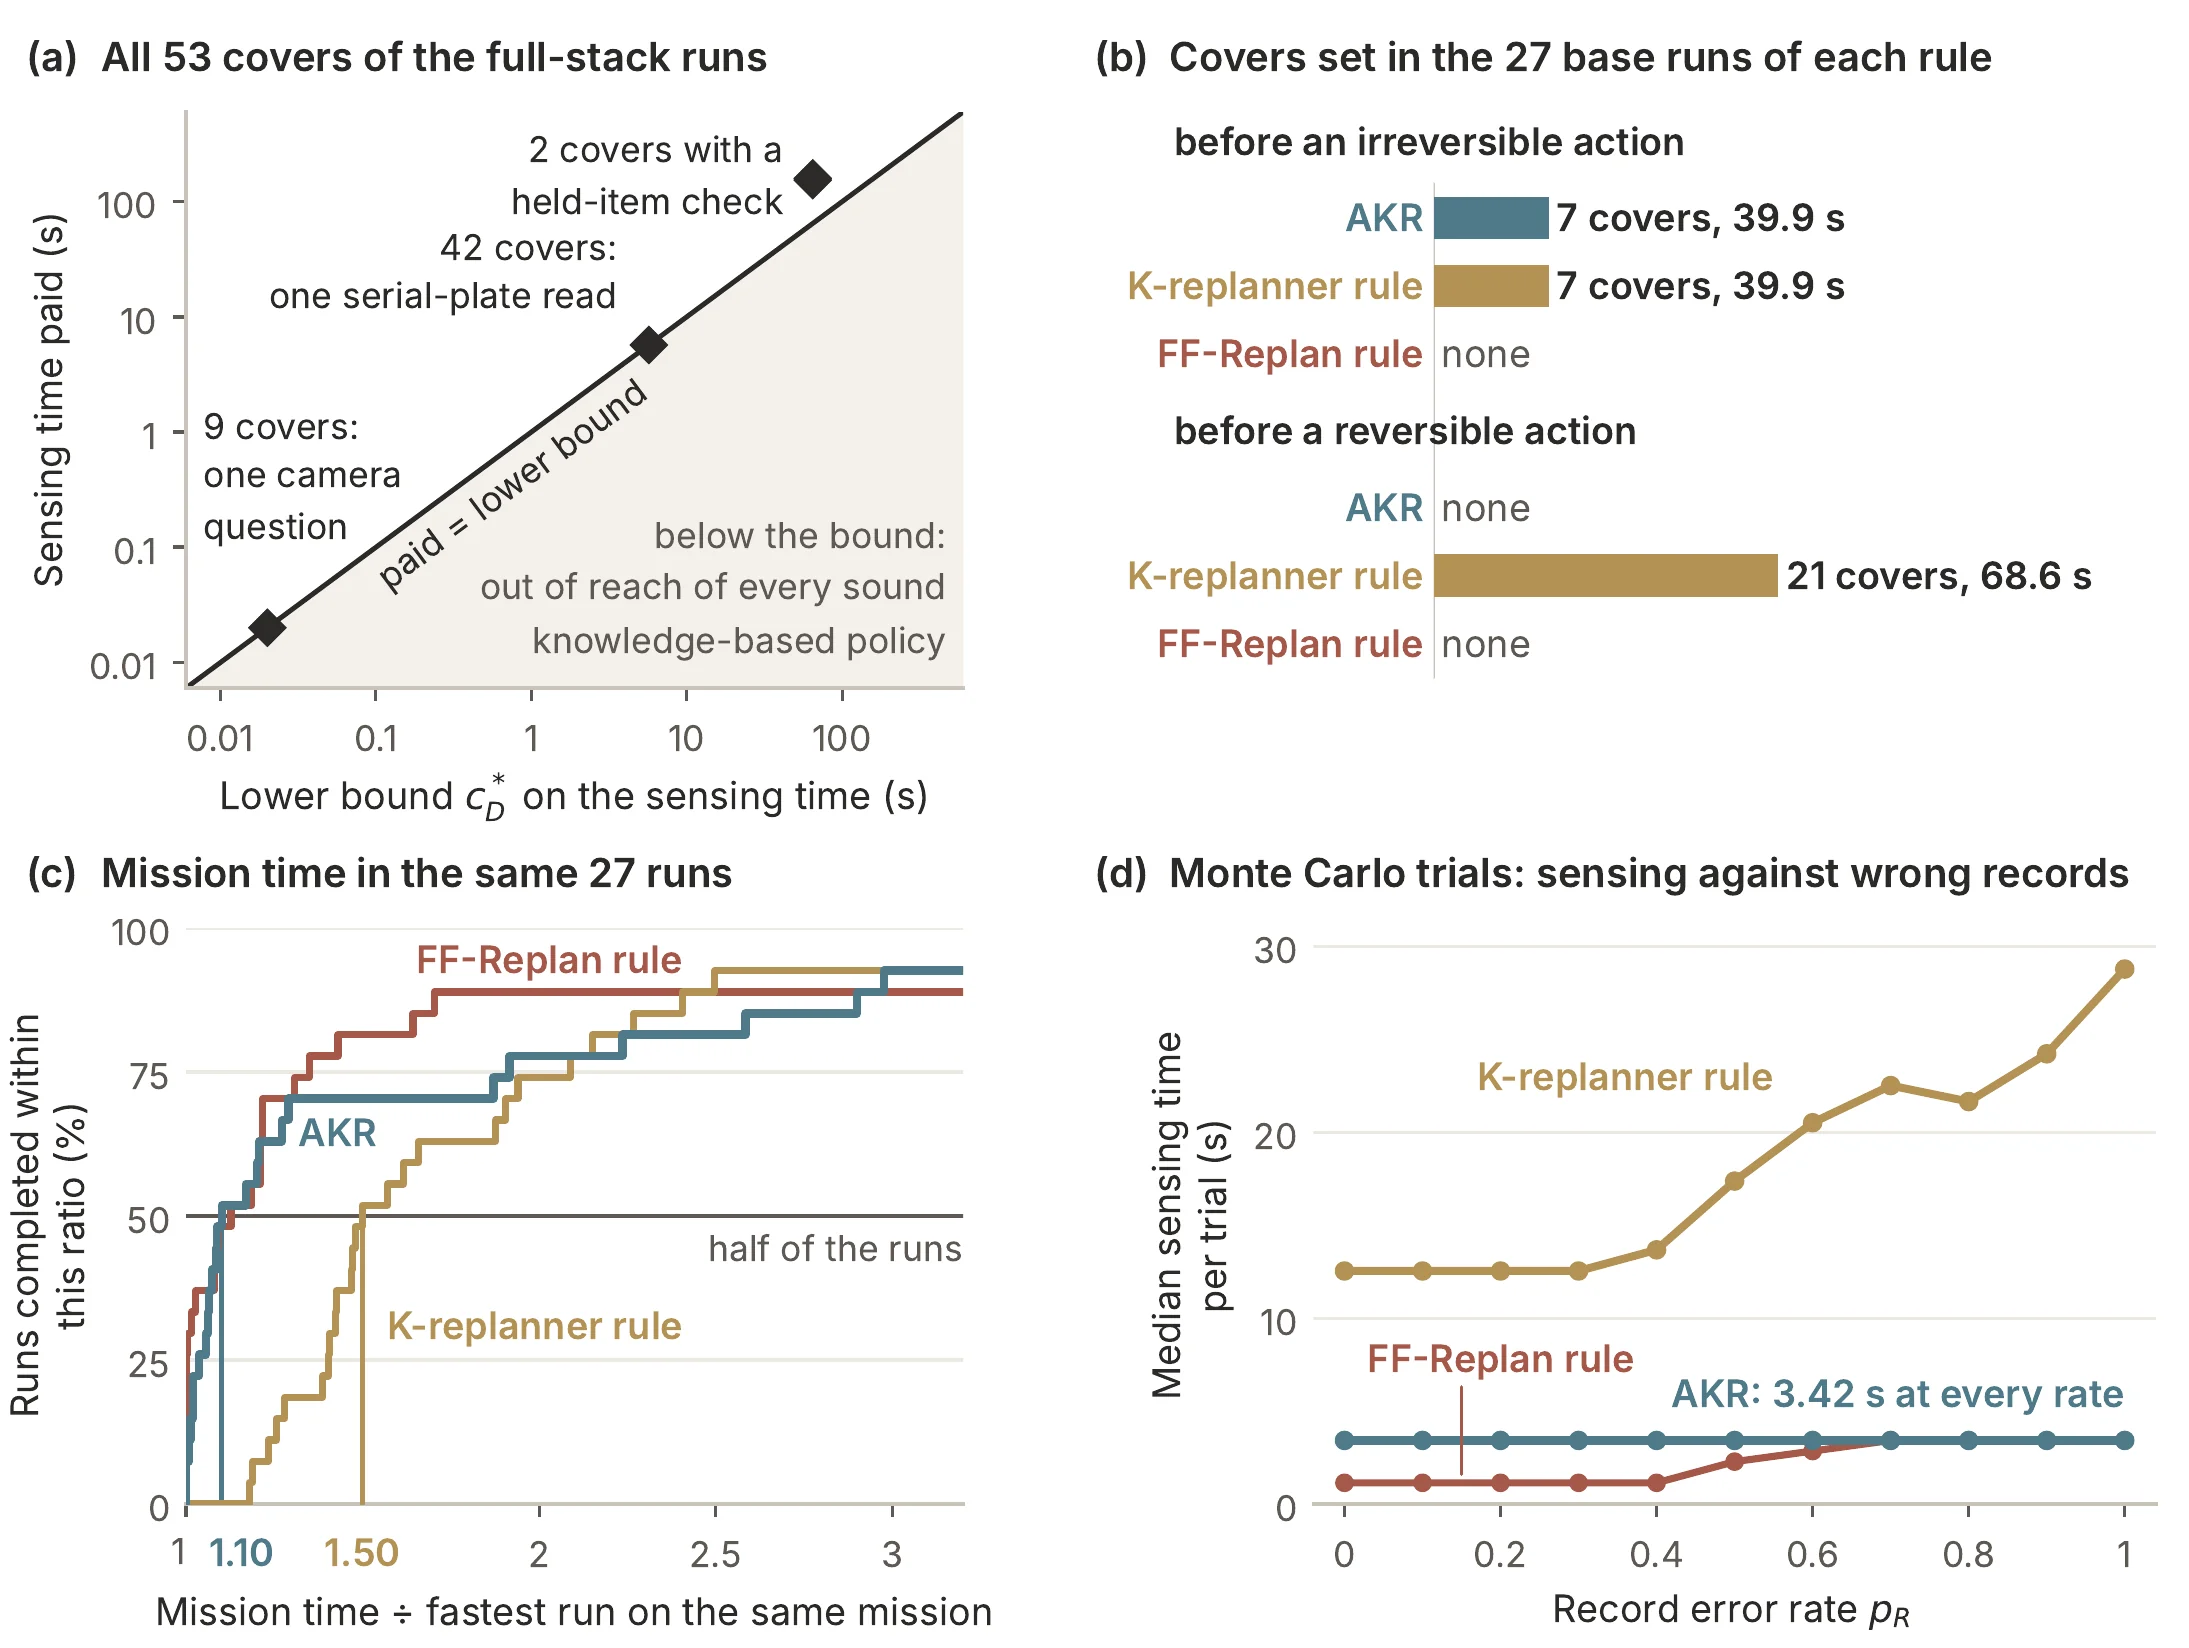 (a) All 53 covers of the full-stack runs
Sensing time paid (s)
100
10
1
0.1
0.01
2 covers with a
held-item check
42 covers:
one serial-plate read
9 covers:
one camera
question
paid = lower bound
below the bound:
out of reach of every sound
knowledge-based policy
0.01 0.1 1 10 100
Lower bound c*D on the sensing time (s)
(b) Covers set in the 27 base runs of each rule
before an irreversible action
AKR 7 covers, 39.9 s
K-replanner rule 7 covers, 39.9 s
FF-Replan rule none
before a reversible action
AKR none
K-replanner rule 21 covers, 68.6 s
FF-Replan rule none
(c) Mission time in the same 27 runs
Runs completed within
this ratio (%)
100
75
50
25
0
FF-Replan rule
AKR
half of the runs
K-replanner rule
1 1.10 1.50 2 2.5 3
Mission time ÷ fastest run on the same mission
(d) Monte Carlo trials: sensing against wrong records
Median sensing time
per trial (s)
30
20
10
0
K-replanner rule
FF-Replan rule
AKR: 3.42 s at every rate
0 0.2 0.4 0.6 0.8 1
Record error rate pR